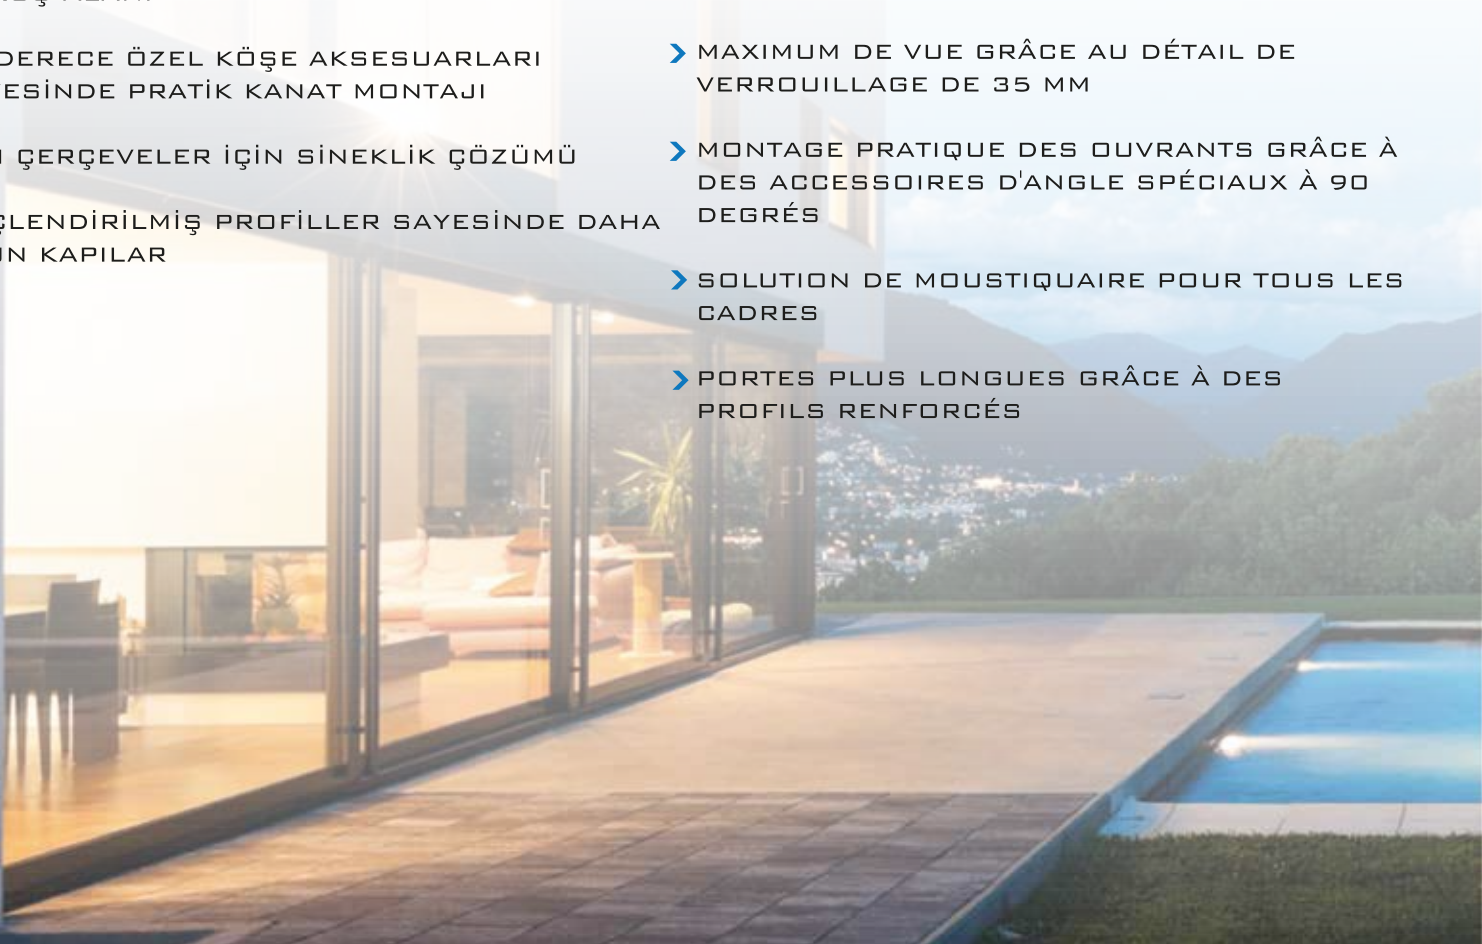 DERECE ÖZEL KÖŞE AKSESUARLARI
ESİNDE PRATİK KANAT MONTAJI
ÇERÇEVELER İÇİN SİNEKLİK ÇÖZÜMÜ
ÇLENDİRİLMİŞ PROFİLLER SAYESİNDE DAHA
UN KAPILAR
MAXIMUM DE VUE GRÂCE AU DÉTAIL DE
VERROUILLAGE DE 35 MM
MONTAGE PRATIQUE DES OUVRANTS GRÂCE À
DES ACCESSOIRES D'ANGLE SPÉCIAUX À 90
DEGRÉS
SOLUTION DE MOUSTIQUAIRE POUR TOUS LES
CADRES
PORTES PLUS LONGUES GRÂCE À DES
PROFILS RENFORCÉS